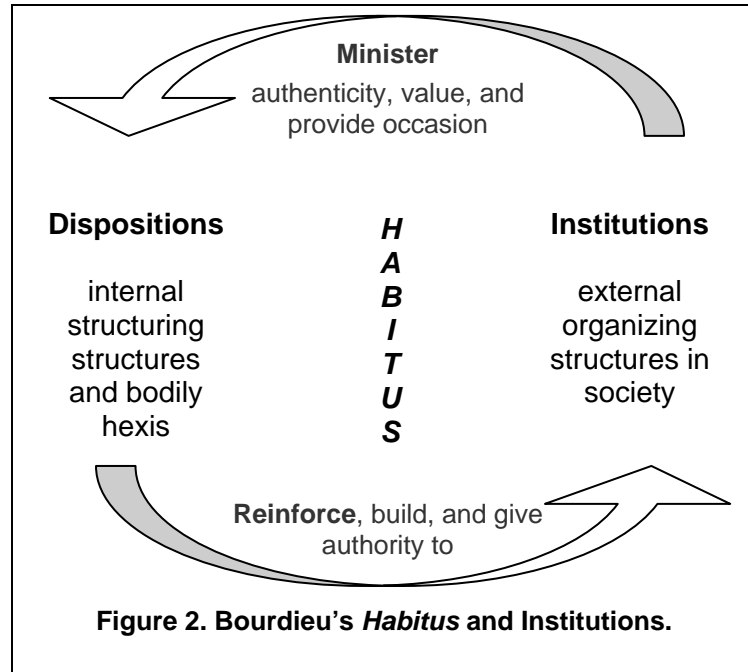 Minister
authenticity, value, and
provide occasion
Dispositions
internal
structuring
structures
and bodily
hexis
H
A
B
I
T
U
S
Institutions
external
organizing
structures in
society
Reinforce, build, and give
authority to
Figure 2. Bourdieu's Habitus and Institutions.